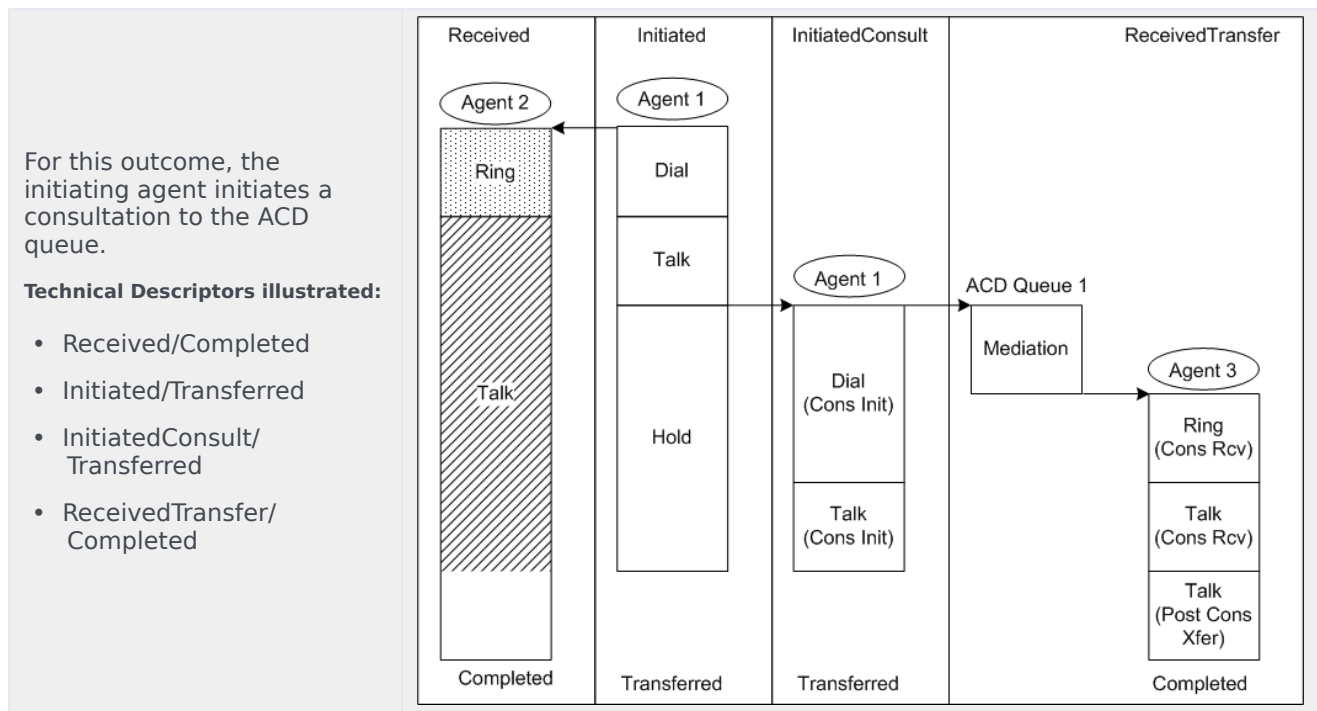 For this outcome, the
initiating agent initiates a
consultation to the ACD
queue.
Technical Descriptors illustrated:
• Received/Completed
• Initiated/Transferred
• InitiatedConsult/
Transferred
• ReceivedTransfer/
Completed
Received
Initiated
InitiatedConsult
ReceivedTransfer
Agent 2
Ring
Talk
Completed
Agent 1
Dial
Talk
Hold
Transferred
Agent 1
Dial
(Cons Init)
Talk
(Cons Init)
Transferred
ACD Queue 1
Mediation
Agent 3
Ring
(Cons Rcv)
Talk
(Cons Rcv)
Talk
(Post Cons
Xfer)
Completed